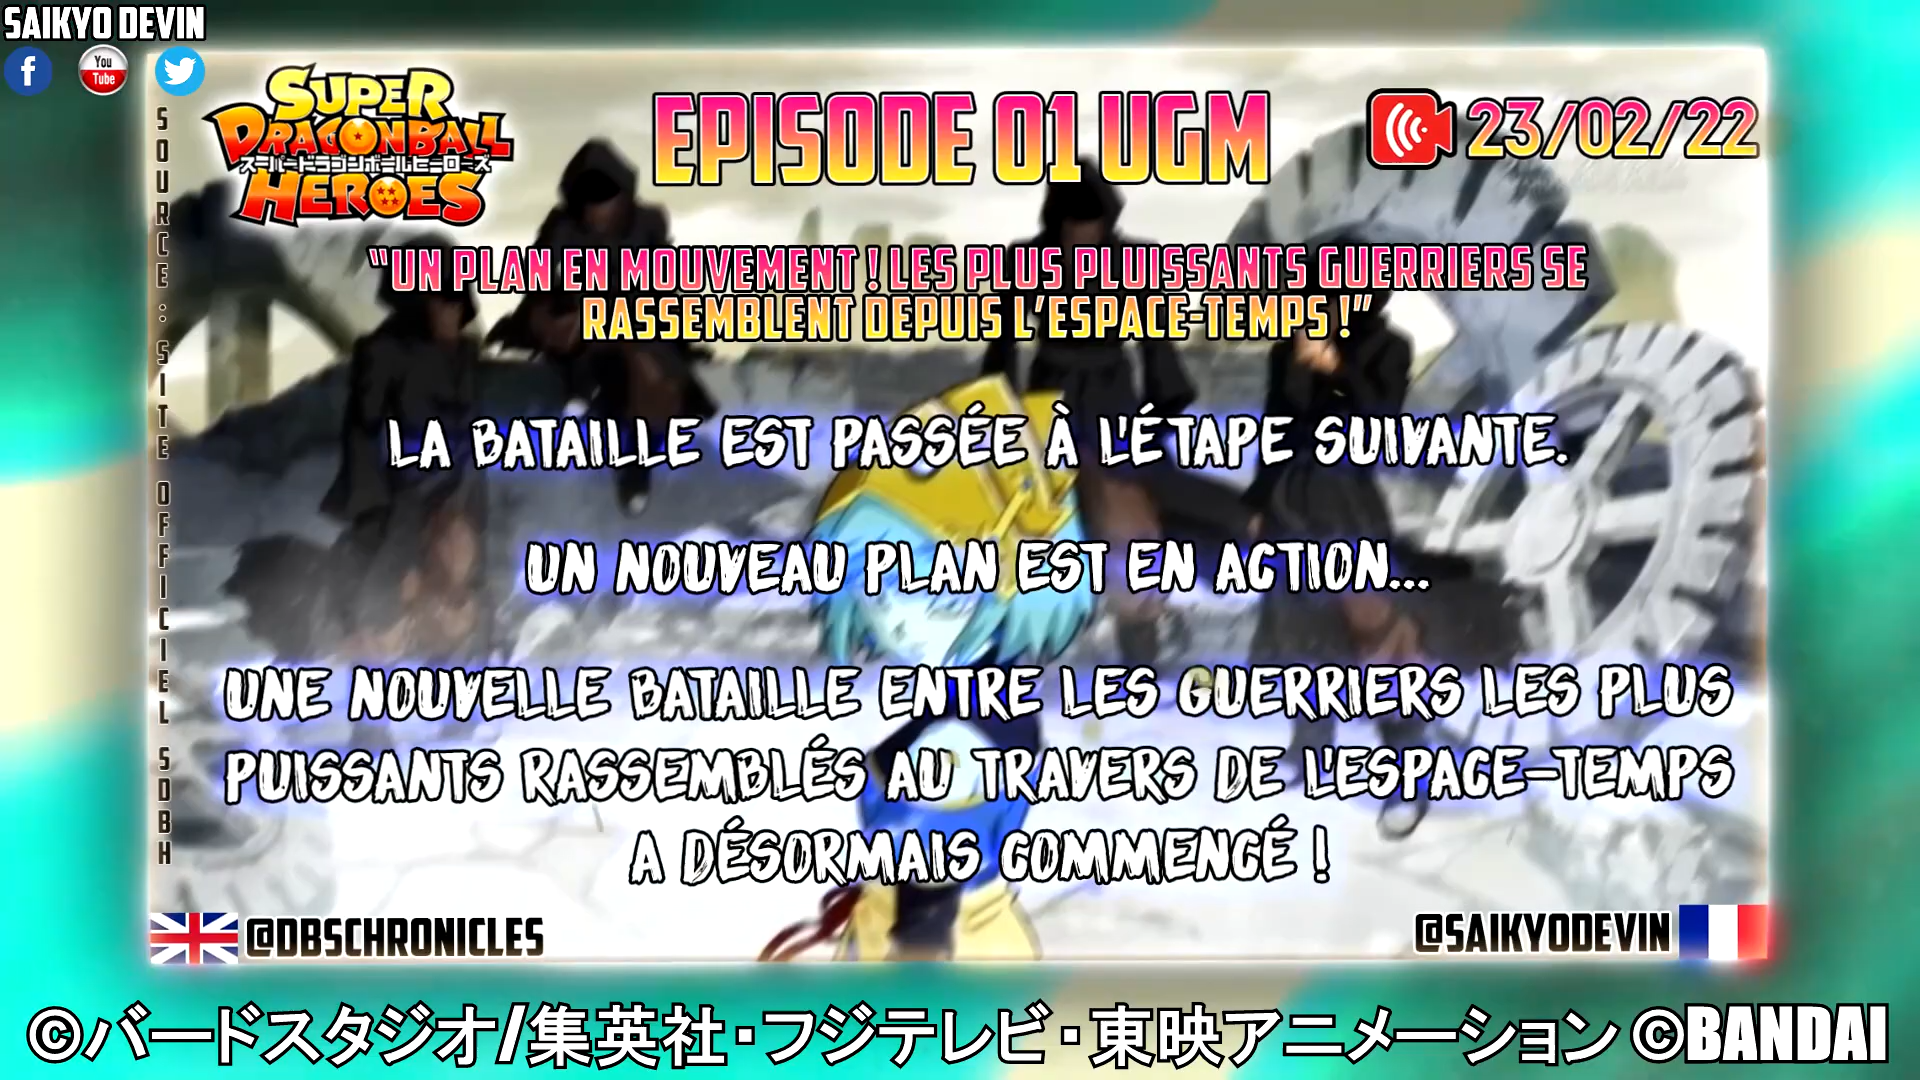 SAIKYO DEVIN
f
You
Tube
SUPER
DRAGONBALL
スーパードラゴンボールヒーローズ
HEROES
EPISODE 01 UGM
23/02/22
“UN PLAN EN MOUVEMENT ! LES PLUS PLUISSANTS GUERRIERS SE
RASSEMBLENT DEPUIS L'ESPACE-TEMPS !”
SOURCE : SITE OFFICIEL SDBH
LA BATAILLE EST PASSÉE À L'ÉTAPE SUIVANTE.
UN NOUVEAU PLAN EST EN ACTION...
UNE NOUVELLE BATAILLE ENTRE LES GUERRIERS LES PLUS
PUISSANTS RASSEMBLÉS AU TRAVERS DE L'ESPACE-TEMPS
A DÉSORMAIS COMMENCÉ !
@DBSCHRONICLES
@SAIKYODEVIN
©バードスタジオ/集英社・フジテレビ・東映アニメーション ©BANDAI